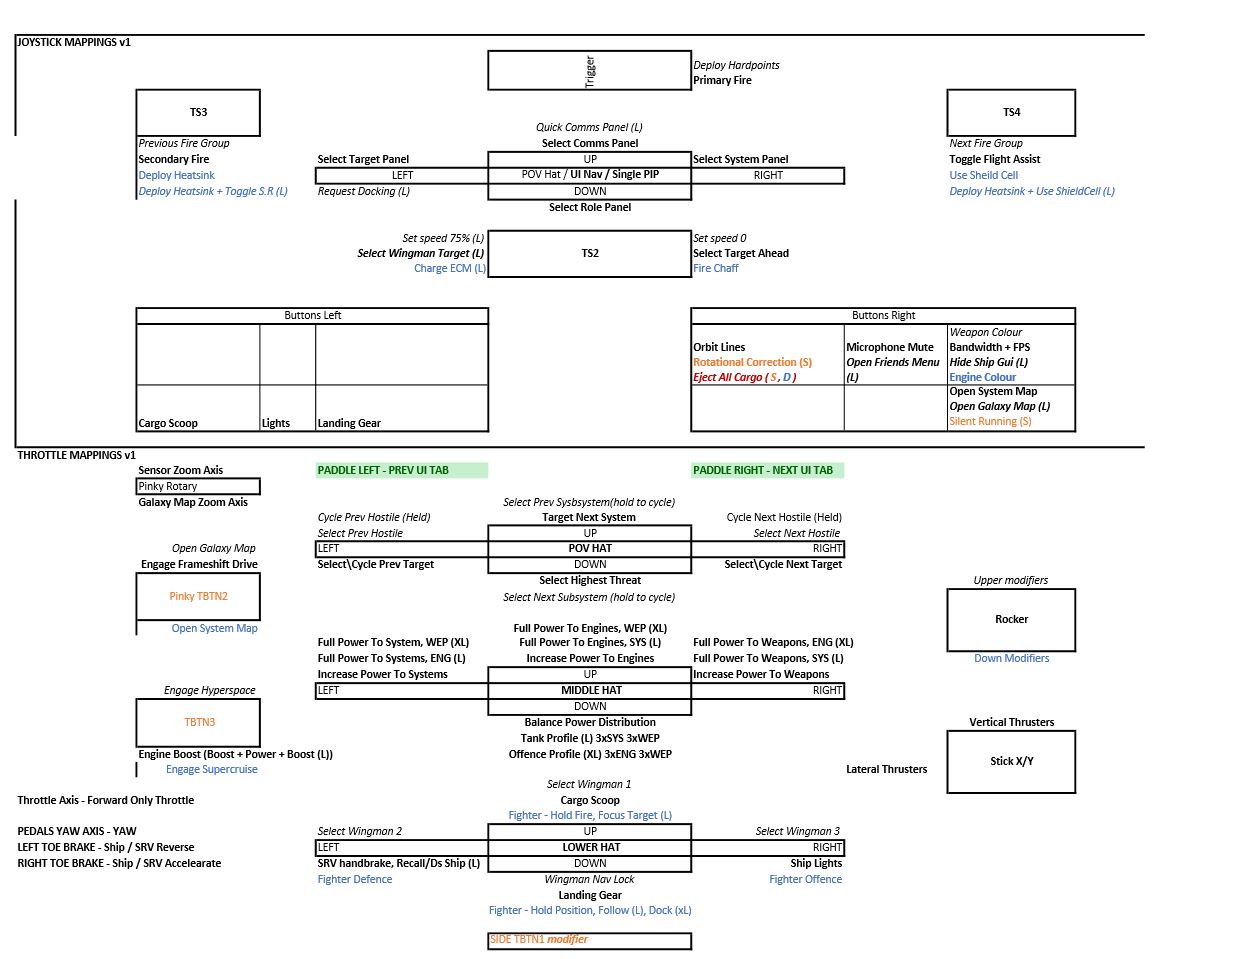 JOYSTICK MAPPINGS v1
Trigger
Deploy Hardpoints
Primary Fire
TS3
Previous Fire Group
Secondary Fire
Deploy Heatsink
Deploy Heatsink + Toggle S.R (L)
Quick Comms Panel (L)
Select Comms Panel
Select Target Panel
UP
Select System Panel
LEFT
POV Hat / UI Nav / Single PIP
RIGHT
Request Docking (L)
DOWN
Select Role Panel
TS4
Next Fire Group
Toggle Flight Assist
Use Sheild Cell
Deploy Heatsink + Use ShieldCell (L)
Set speed 75% (L)
Select Wingman Target (L)
Charge ECM (L)
TS2
Set speed 0
Select Target Ahead
Fire Chaff
Buttons Left
Cargo Scoop
Lights
Landing Gear
Buttons Right
Orbit Lines
Rotational Correction (S)
Eject All Cargo ( S , D )
Microphone Mute
Open Friends Menu
(L)
Weapon Colour
Bandwidth + FPS
Hide Ship Gui (L)
Engine Colour
Open System Map
Open Galaxy Map (L)
Silent Running (S)
THROTTLE MAPPINGS v1
Sensor Zoom Axis
Pinky Rotary
Galaxy Map Zoom Axis
PADDLE LEFT - PREV UI TAB
PADDLE RIGHT - NEXT UI TAB
Select Prev Sysbsystem(hold to cycle)
Cycle Prev Hostile (Held)
Target Next System
Cycle Next Hostile (Held)
Select Prev Hostile
UP
Select Next Hostile
LEFT
POV HAT
RIGHT
Select\Cycle Prev Target
DOWN
Select\Cycle Next Target
Select Highest Threat
Select Next Subsystem (hold to cycle)
Open Galaxy Map
Engage Frameshift Drive
Pinky TBTN2
Open System Map
Upper modifiers
Rocker
Down Modifiers
Full Power To Engines, WEP (XL)
Full Power To System, WEP (XL)
Full Power To Engines, SYS (L)
Full Power To Weapons, ENG (XL)
Full Power To Systems, ENG (L)
Increase Power To Engines
Full Power To Weapons, SYS (L)
Increase Power To Systems
UP
Increase Power To Weapons
LEFT
MIDDLE HAT
RIGHT
DOWN
Balance Power Distribution
Tank Profile (L) 3xSYS 3xWEP
Offence Profile (XL) 3xENG 3xWEP
Engage Hyperspace
TBTN3
Engine Boost (Boost + Power + Boost (L))
Engage Supercruise
Vertical Thrusters
Stick X/Y
Lateral Thrusters
Throttle Axis - Forward Only Throttle
PEDALS YAW AXIS - YAW
LEFT TOE BRAKE - Ship / SRV Reverse
RIGHT TOE BRAKE - Ship / SRV Accelearate
Select Wingman 1
Cargo Scoop
Fighter - Hold Fire, Focus Target (L)
Select Wingman 2
UP
Select Wingman 3
LEFT
LOWER HAT
RIGHT
SRV handbrake, Recall/Ds Ship (L)
DOWN
Ship Lights
Fighter Defence
Wingman Nav Lock
Fighter Offence
Landing Gear
Fighter - Hold Position, Follow (L), Dock (xL)
SIDE TBTN1 modifier